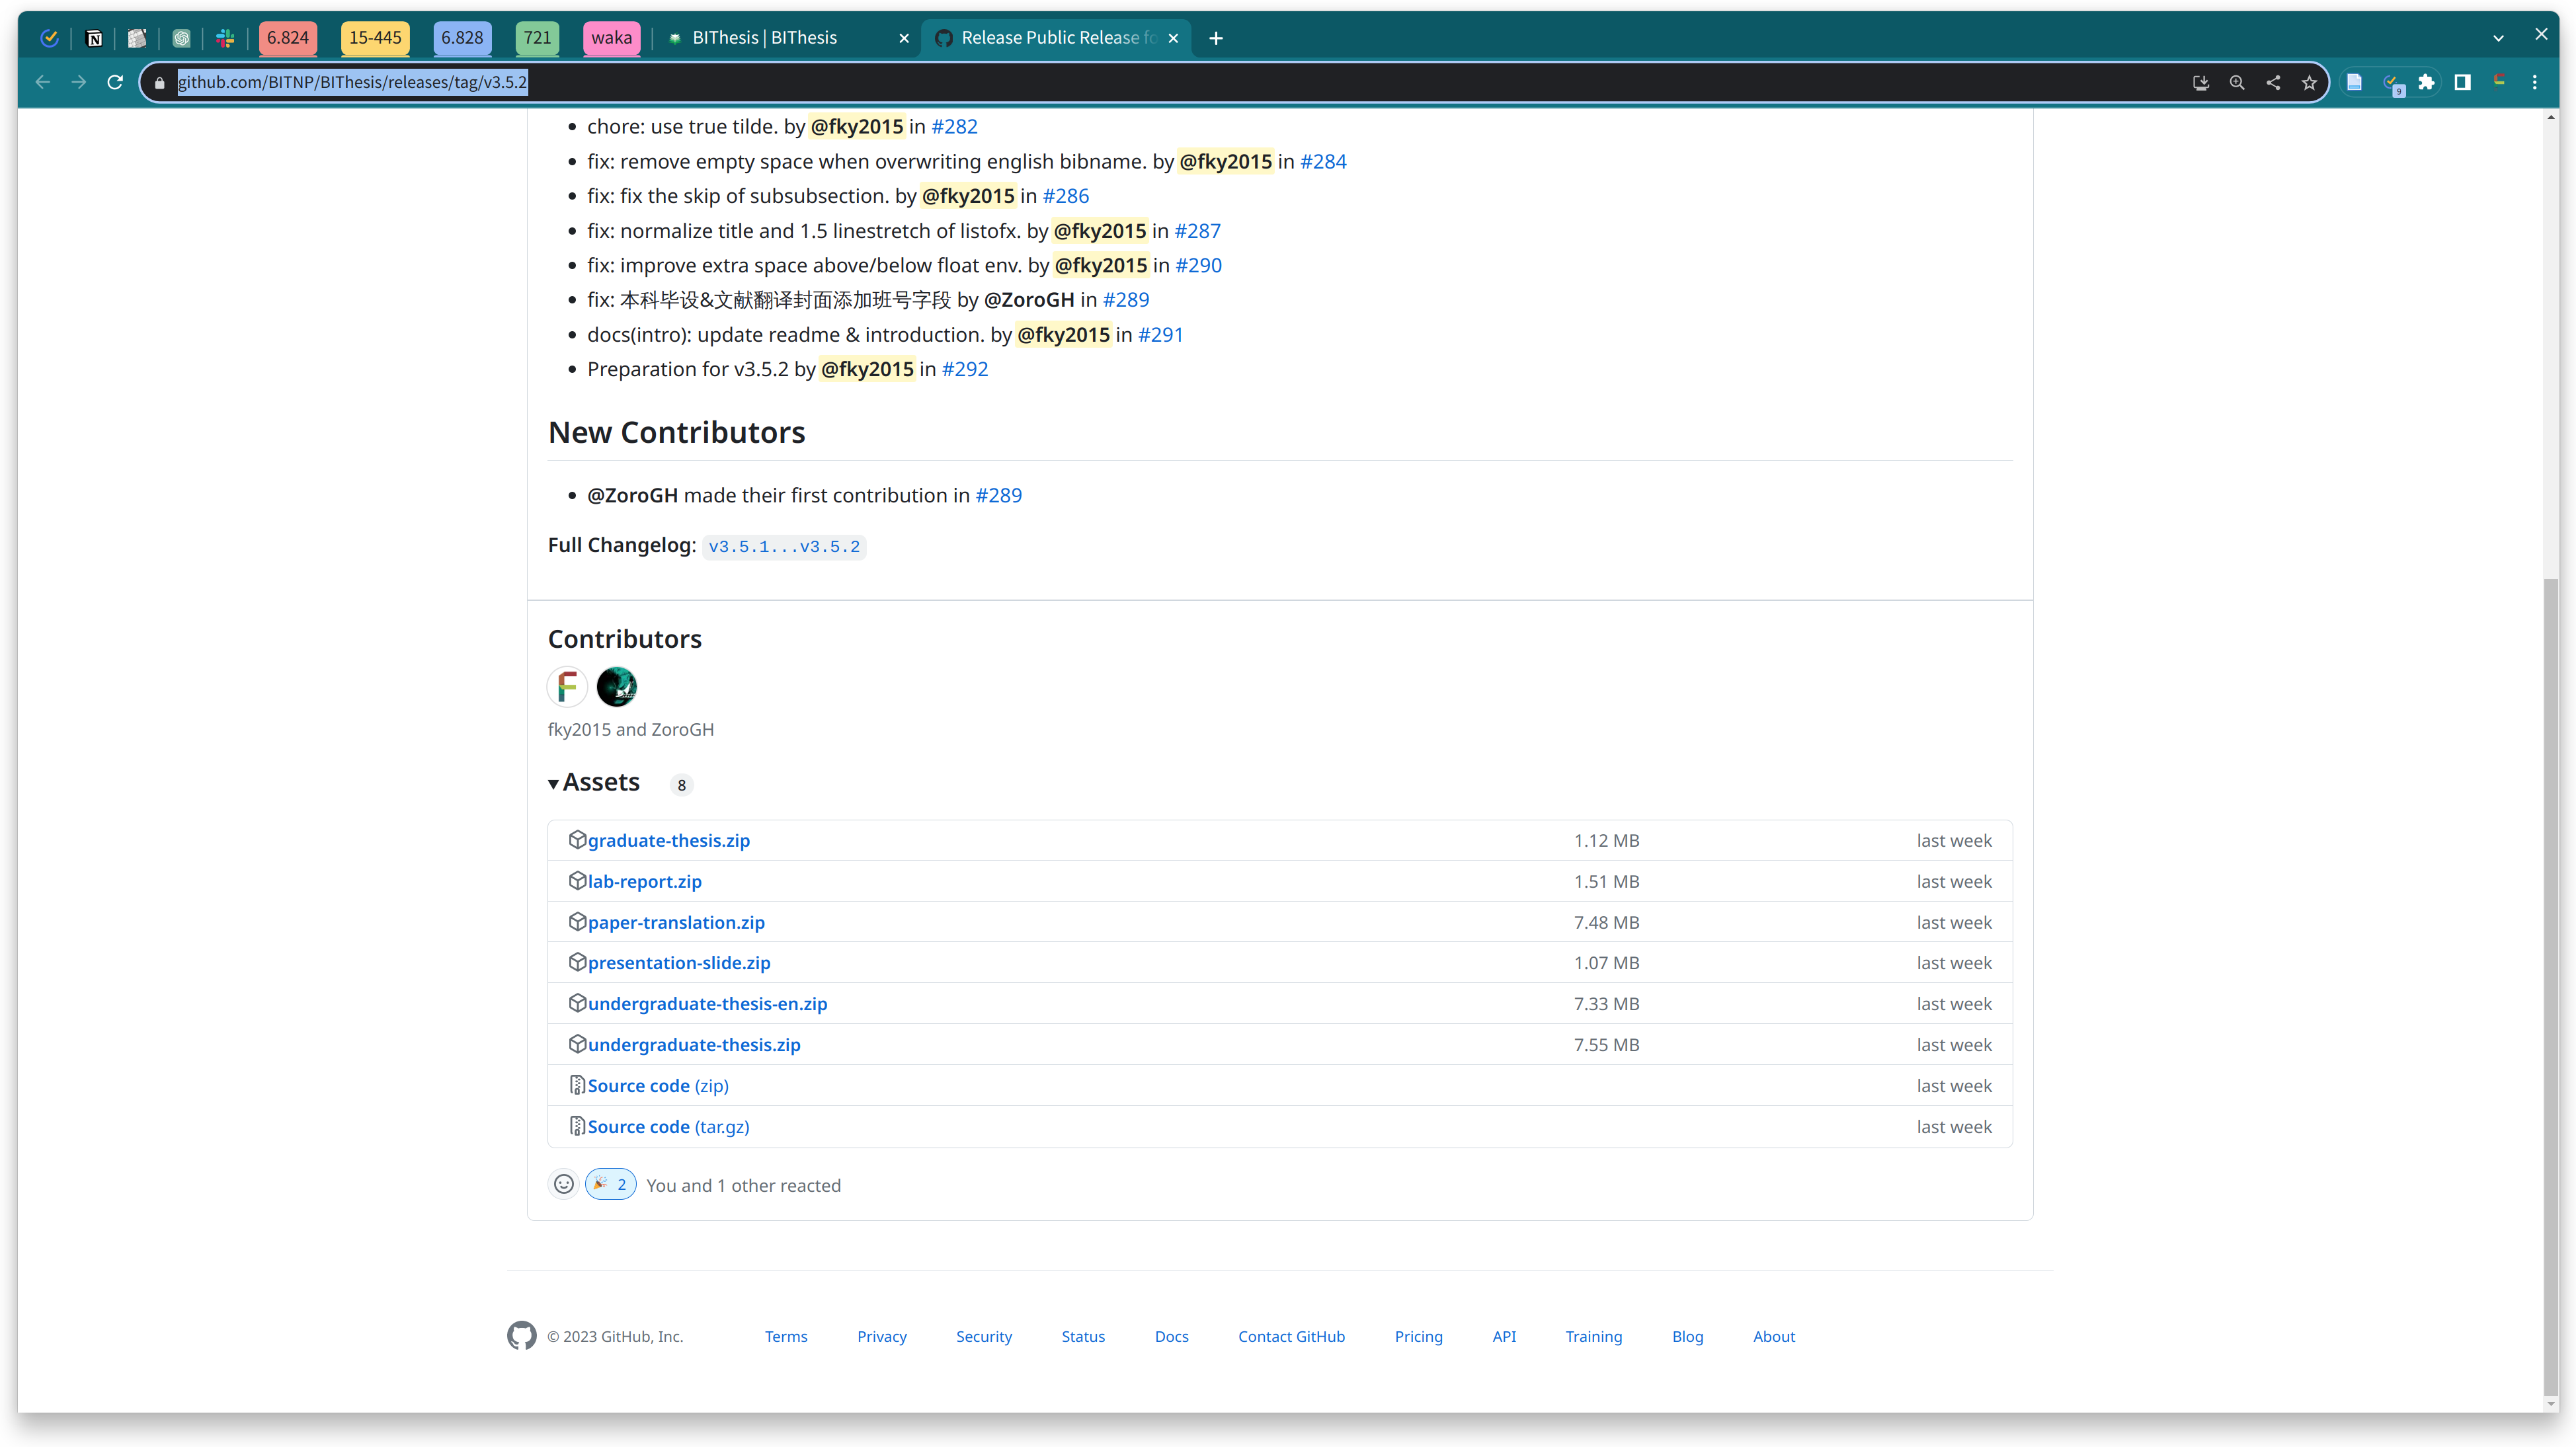 6.824 15-445 6.828 721 waka BIThesis | BIThesis Release Public Release fo
github.com/BITNP/BIThesis/releases/tag/v3.5.2
9
chore: use true tilde. by @fky2015 in #282
fix: remove empty space when overwriting english bibname. by @fky2015 in #284
fix: fix the skip of subsubsection. by @fky2015 in #286
fix: normalize title and 1.5 linestretch of listofx. by @fky2015 in #287
fix: improve extra space above/below float env. by @fky2015 in #290
fix: 本科毕设&文献翻译封面添加班号字段 by @ZoroGH in #289
docs(intro): update readme & introduction. by @fky2015 in #291
Preparation for v3.5.2 by @fky2015 in #292
New Contributors
@ZoroGH made their first contribution in #289
Full Changelog: v3.5.1...v3.5.2
Contributors
F
fky2015 and ZoroGH
Assets 8
graduate-thesis.zip 1.12 MB last week
lab-report.zip 1.51 MB last week
paper-translation.zip 7.48 MB last week
presentation-slide.zip 1.07 MB last week
undergraduate-thesis-en.zip 7.33 MB last week
undergraduate-thesis.zip 7.55 MB last week
Source code (zip) last week
Source code (tar.gz) last week
2 You and 1 other reacted
© 2023 GitHub, Inc. Terms Privacy Security Status Docs Contact GitHub Pricing API Training Blog About